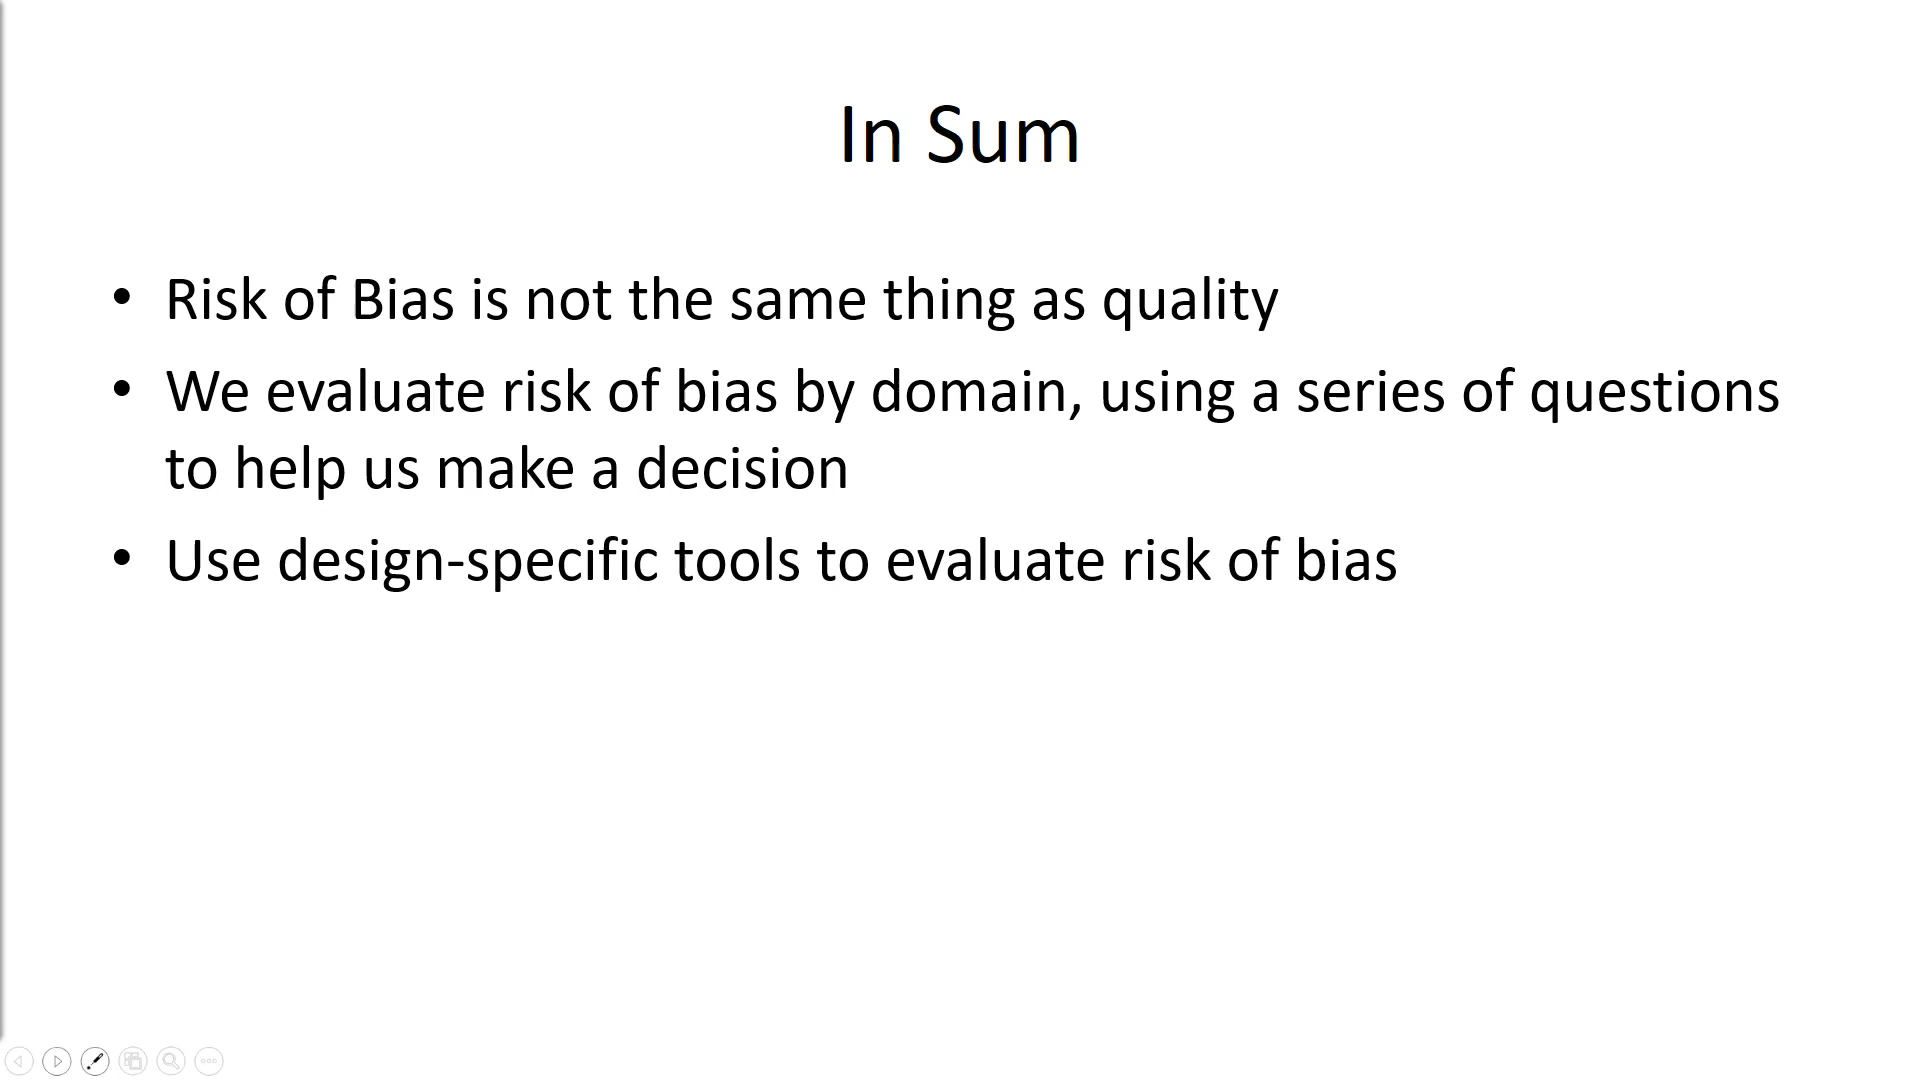 In Sum
• Risk of Bias is not the same thing as quality
• We evaluate risk of bias by domain, using a series of questions
to help us make a decision
• Use design-specific tools to evaluate risk of bias